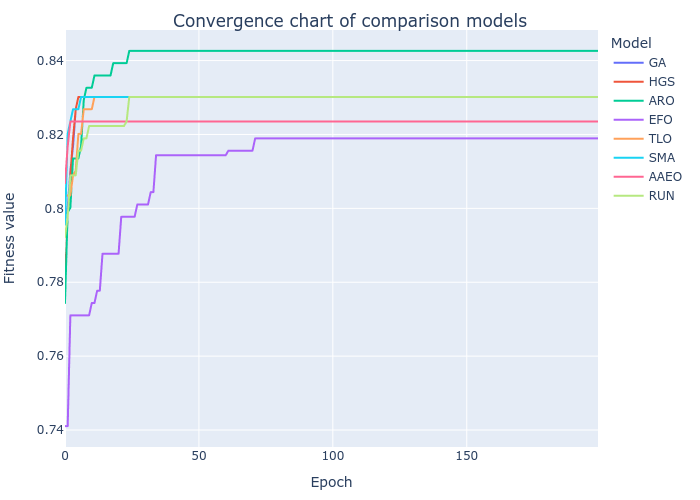 Convergence chart of comparison models
Model
GA
HGS
ARO
EFO
TLO
SMA
AAEO
RUN
Fitness value
0.84
0.82
0.8
0.78
0.76
0.74
0
50
100
150
Epoch